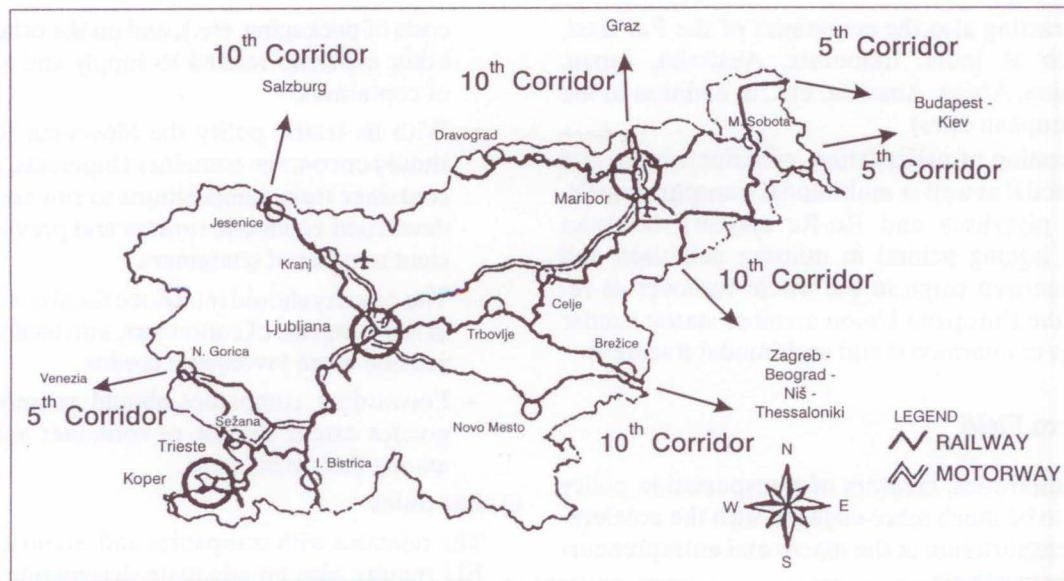 10th Corridor
Salzburg
Graz
10th Corridor
5th Corridor
Budapest -
Kiev
5th
Corridor
Dravograd
M. Sobota
Maribor
Jesenice
Kranj
Ljubljana
Celje
Trbovlje
Brežice
10th Corridor
Zagreb -
Beograd -
Niš -
Thessaloniki
N. Gorica
Venezia
5th Corridor
Sežana
Trieste
Koper
I. Bistrica
Novo Mesto
10th Corridor
LEGEND
RAILWAY
MOTORWAY
N
W
E
S